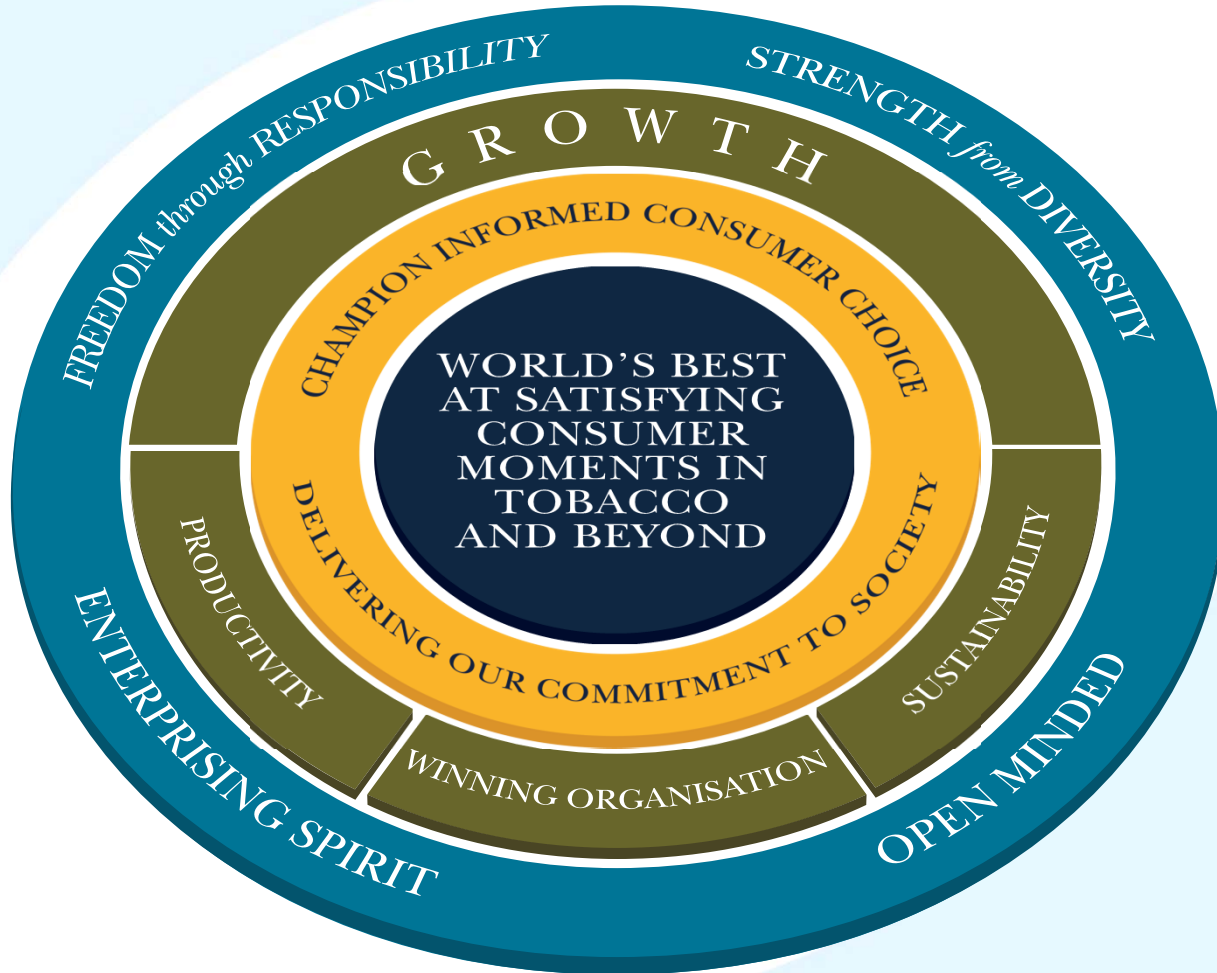 FREEDOM through RESPONSIBILITY
STRENGTH from DIVERSITY
GROWTH
CHAMPION INFORMED CONSUMER CHOICE
WORLD'S BEST
AT SATISFYING
CONSUMER
MOMENTS IN
TOBACCO
AND BEYOND
DELIVERING OUR COMMITMENT TO SOCIETY
PRODUCTIVITY
WINNING ORGANISATION
SUSTAINABILITY
ENTERPRISING SPIRIT
OPEN MINDED